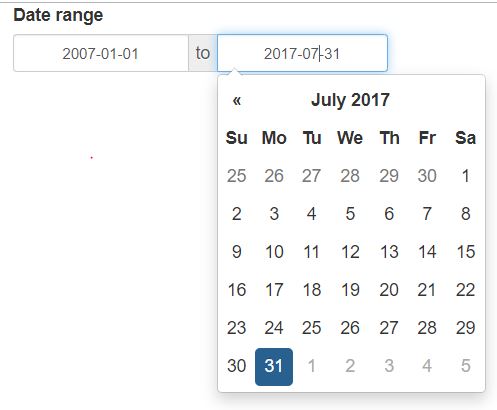 Date range
2007-01-01 to 2017-07-31
« July 2017
Su Mo Tu We Th Fr Sa
25 26 27 28 29 30 1
2 3 4 5 6 7 8
9 10 11 12 13 14 15
16 17 18 19 20 21 22
23 24 25 26 27 28 29
30 31 1 2 3 4 5